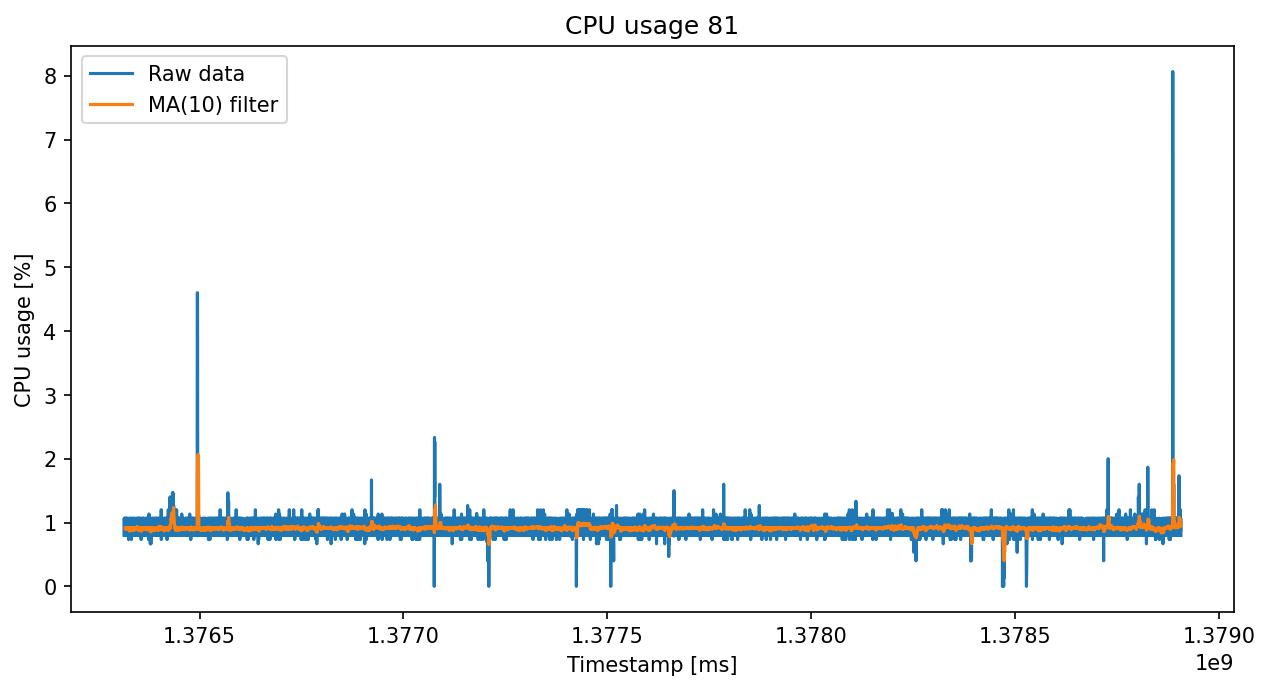 CPU usage 81
Raw data
MA(10) filter
8
7
6
5
4
3
2
1
0
CPU usage [%]
1.3765 1.3770 1.3775 1.3780 1.3785 1.3790
1e9
Timestamp [ms]